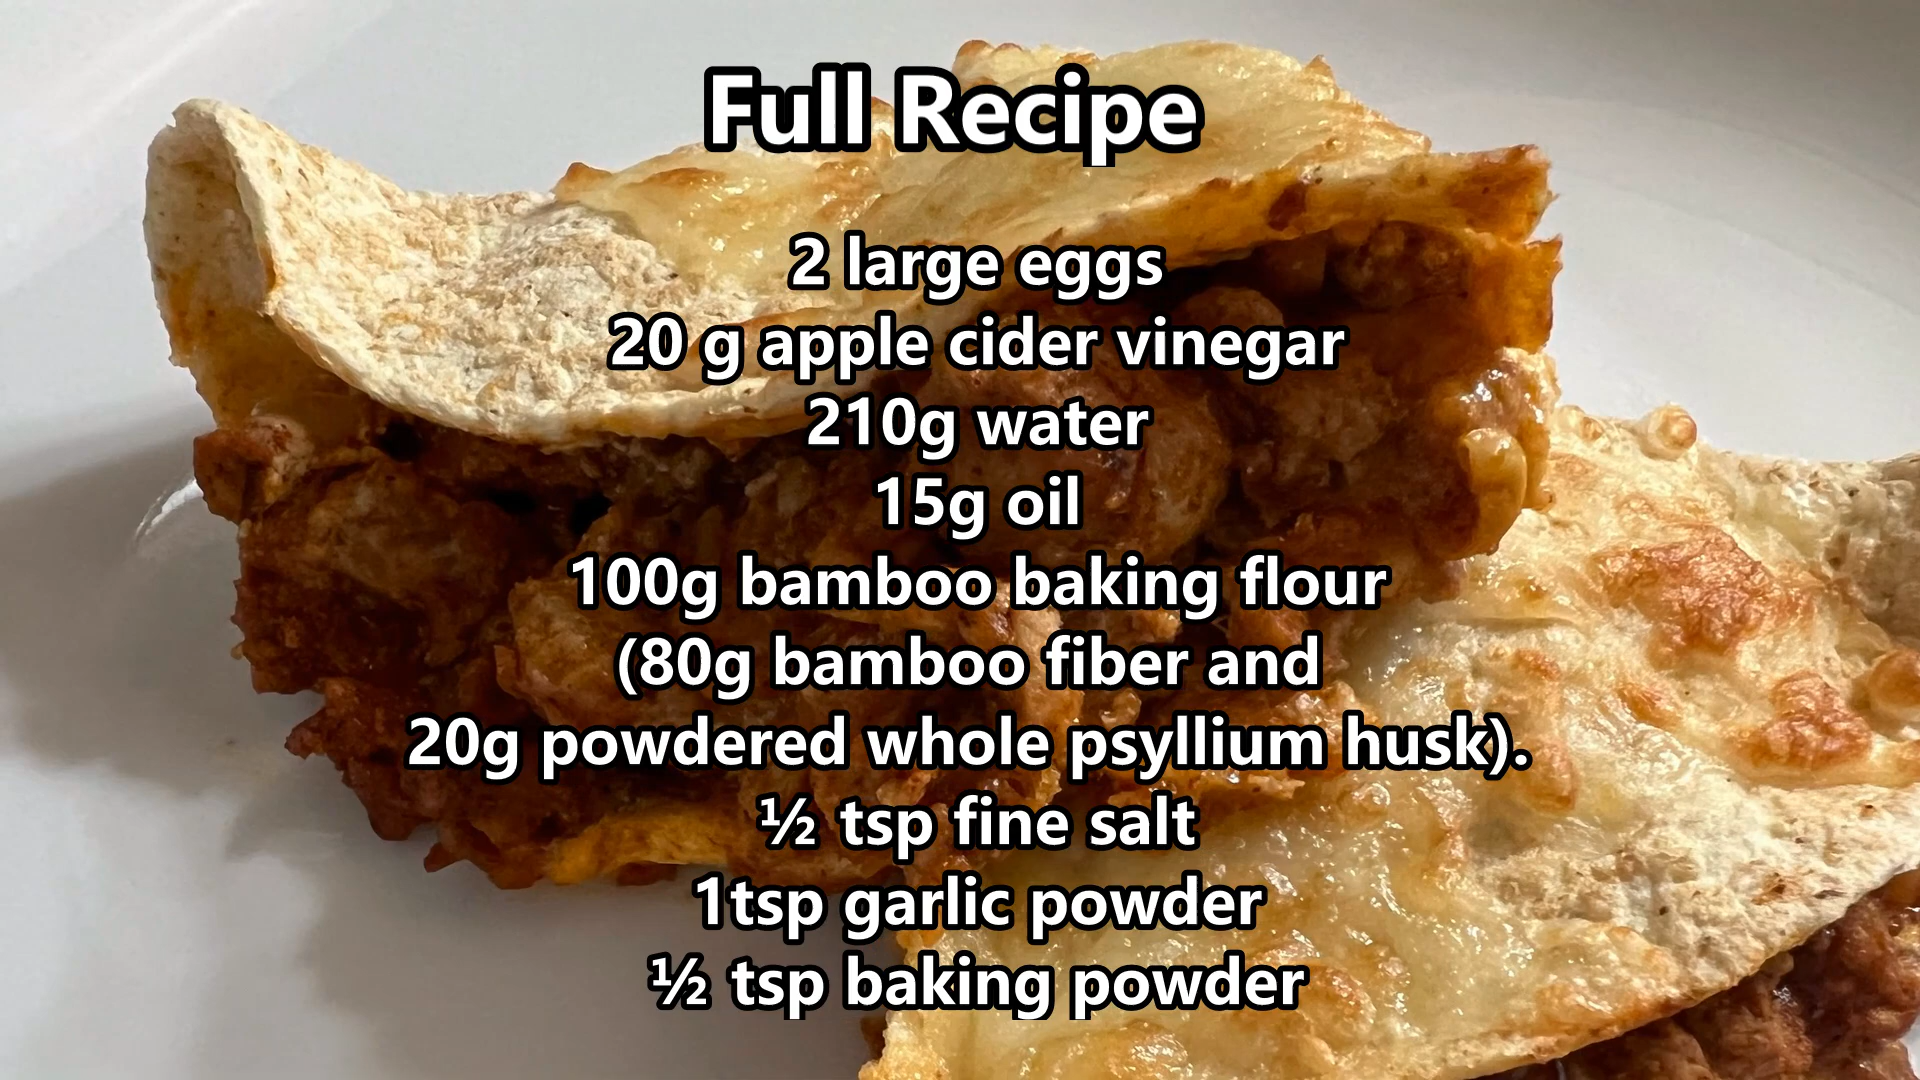 Full Recipe
2 large eggs
20 g apple cider vinegar
210g water
15g oil
100g bamboo baking flour
(80g bamboo fiber and
20g powdered whole psyllium husk).
½ tsp fine salt
1tsp garlic powder
½ tsp baking powder